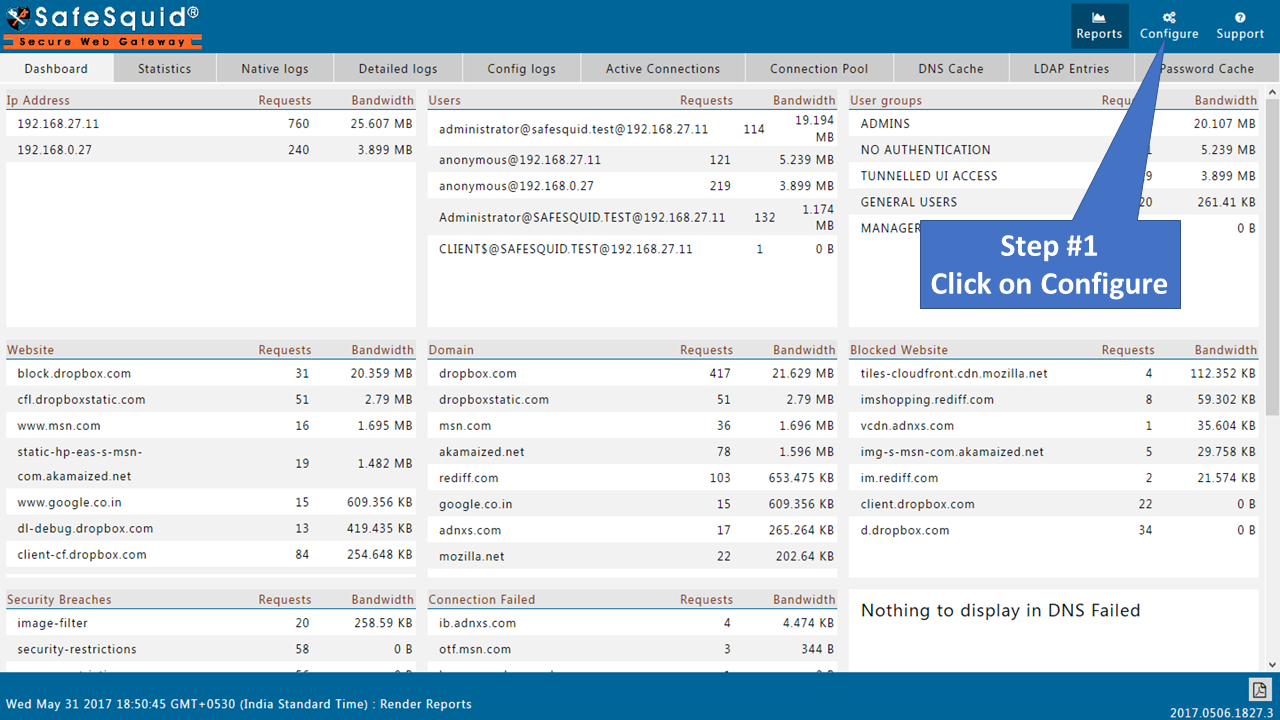 SafeSquid®
Secure Web Gateway
Reports Configure Support
Dashboard Statistics Native logs Detailed logs Config logs Active Connections Connection Pool DNS Cache LDAP Entries Password Cache
Ip Address Requests Bandwidth
192.168.27.11 760 25.607 MB
192.168.0.27 240 3.899 MB
Users Requests Bandwidth
administrator@safesquid.test@192.168.27.11 114 19.194 MB
anonymous@192.168.27.11 121 5.239 MB
anonymous@192.168.0.27 219 3.899 MB
Administrator@SAFESQUID.TEST@192.168.27.11 132 1.174 MB
CLIENT$@SAFESQUID.TEST@192.168.27.11 1 0 B
User groups Bandwidth
ADMINS 20.107 MB
NO AUTHENTICATION 5.239 MB
TUNNELLED UI ACCESS 3.899 MB
GENERAL USERS 261.41 KB
0 B
Step #1
Click on Configure
Website Requests Bandwidth
block.dropbox.com 31 20.359 MB
cfl.dropboxstatic.com 51 2.79 MB
www.msn.com 16 1.695 MB
static-hp-eas-s-msn-
com.akamaized.net 19 1.482 MB
www.google.co.in 15 609.356 KB
dl-debug.dropbox.com 13 419.435 KB
client-cf.dropbox.com 84 254.648 KB
Domain Requests Bandwidth
dropbox.com 417 21.629 MB
dropboxstatic.com 51 2.79 MB
msn.com 36 1.696 MB
akamaized.net 78 1.596 MB
rediff.com 103 653.475 KB
google.co.in 15 609.356 KB
adnxs.com 17 265.264 KB
mozilla.net 22 202.64 KB
Blocked Website Requests Bandwidth
tiles-cloudfront.cdn.mozilla.net 4 112.352 KB
imshopping.rediff.com 8 59.302 KB
vcdn.adnxs.com 1 35.604 KB
img-s-msn-com.akamaized.net 5 29.758 KB
im.rediff.com 2 21.574 KB
client.dropbox.com 22 0 B
d.dropbox.com 34 0 B
Security Breaches Requests Bandwidth
image-filter 20 258.59 KB
security-restrictions 58 0 B
Connection Failed Requests Bandwidth
ib.adnxs.com 4 4.474 KB
otf.msn.com 3 344 B
Nothing to display in DNS Failed
Wed May 31 2017 18:50:45 GMT+0530 (India Standard Time) : Render Reports
2017.0506.1827.3